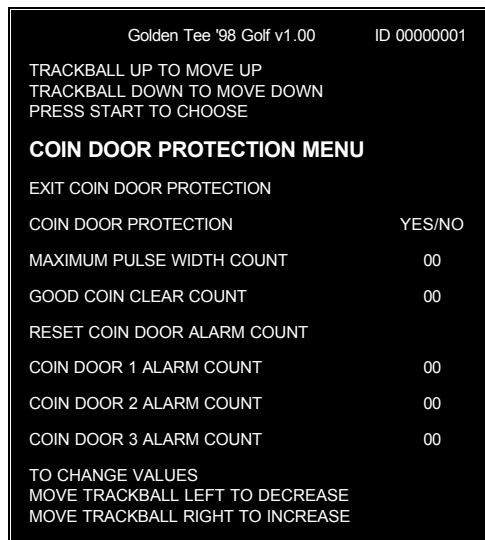 Golden Tee '98 Golf v1.00 ID 00000001
TRACKBALL UP TO MOVE UP
TRACKBALL DOWN TO MOVE DOWN
PRESS START TO CHOOSE
COIN DOOR PROTECTION MENU
EXIT COIN DOOR PROTECTION
COIN DOOR PROTECTION YES/NO
MAXIMUM PULSE WIDTH COUNT 00
GOOD COIN CLEAR COUNT 00
RESET COIN DOOR ALARM COUNT
COIN DOOR 1 ALARM COUNT 00
COIN DOOR 2 ALARM COUNT 00
COIN DOOR 3 ALARM COUNT 00
TO CHANGE VALUES
MOVE TRACKBALL LEFT TO DECREASE
MOVE TRACKBALL RIGHT TO INCREASE